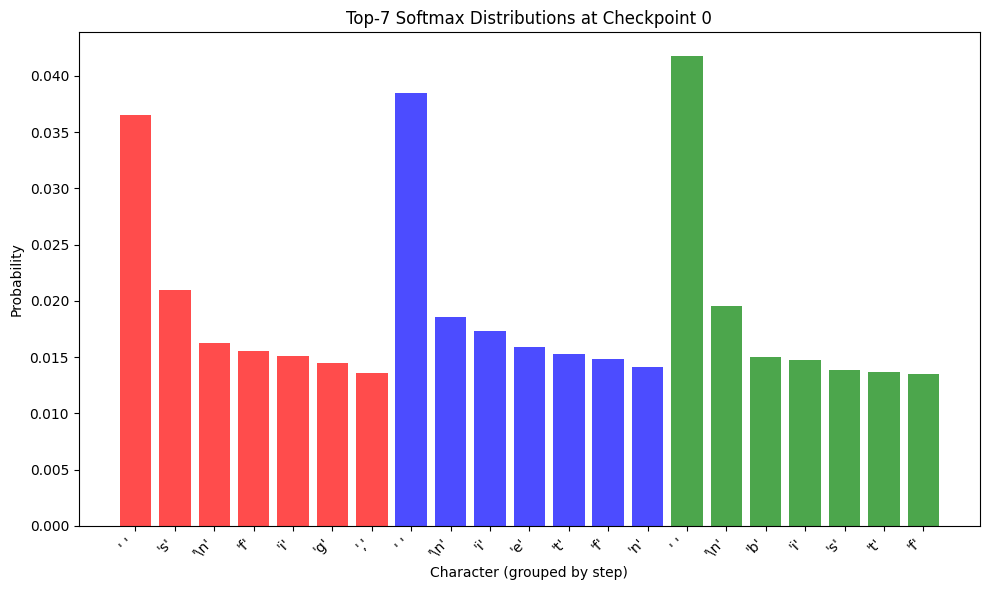 Top-7 Softmax Distributions at Checkpoint 0
Probability
0.040
0.035
0.030
0.025
0.020
0.015
0.010
0.005
0.000
' ' 's' '\n' 'f' 'i' 'g' ',' ' ' '\n' 'i' 'e' 't' 'f' 'n' ' ' '\n' 'b' 'i' 's' 't' 'f'
Character (grouped by step)